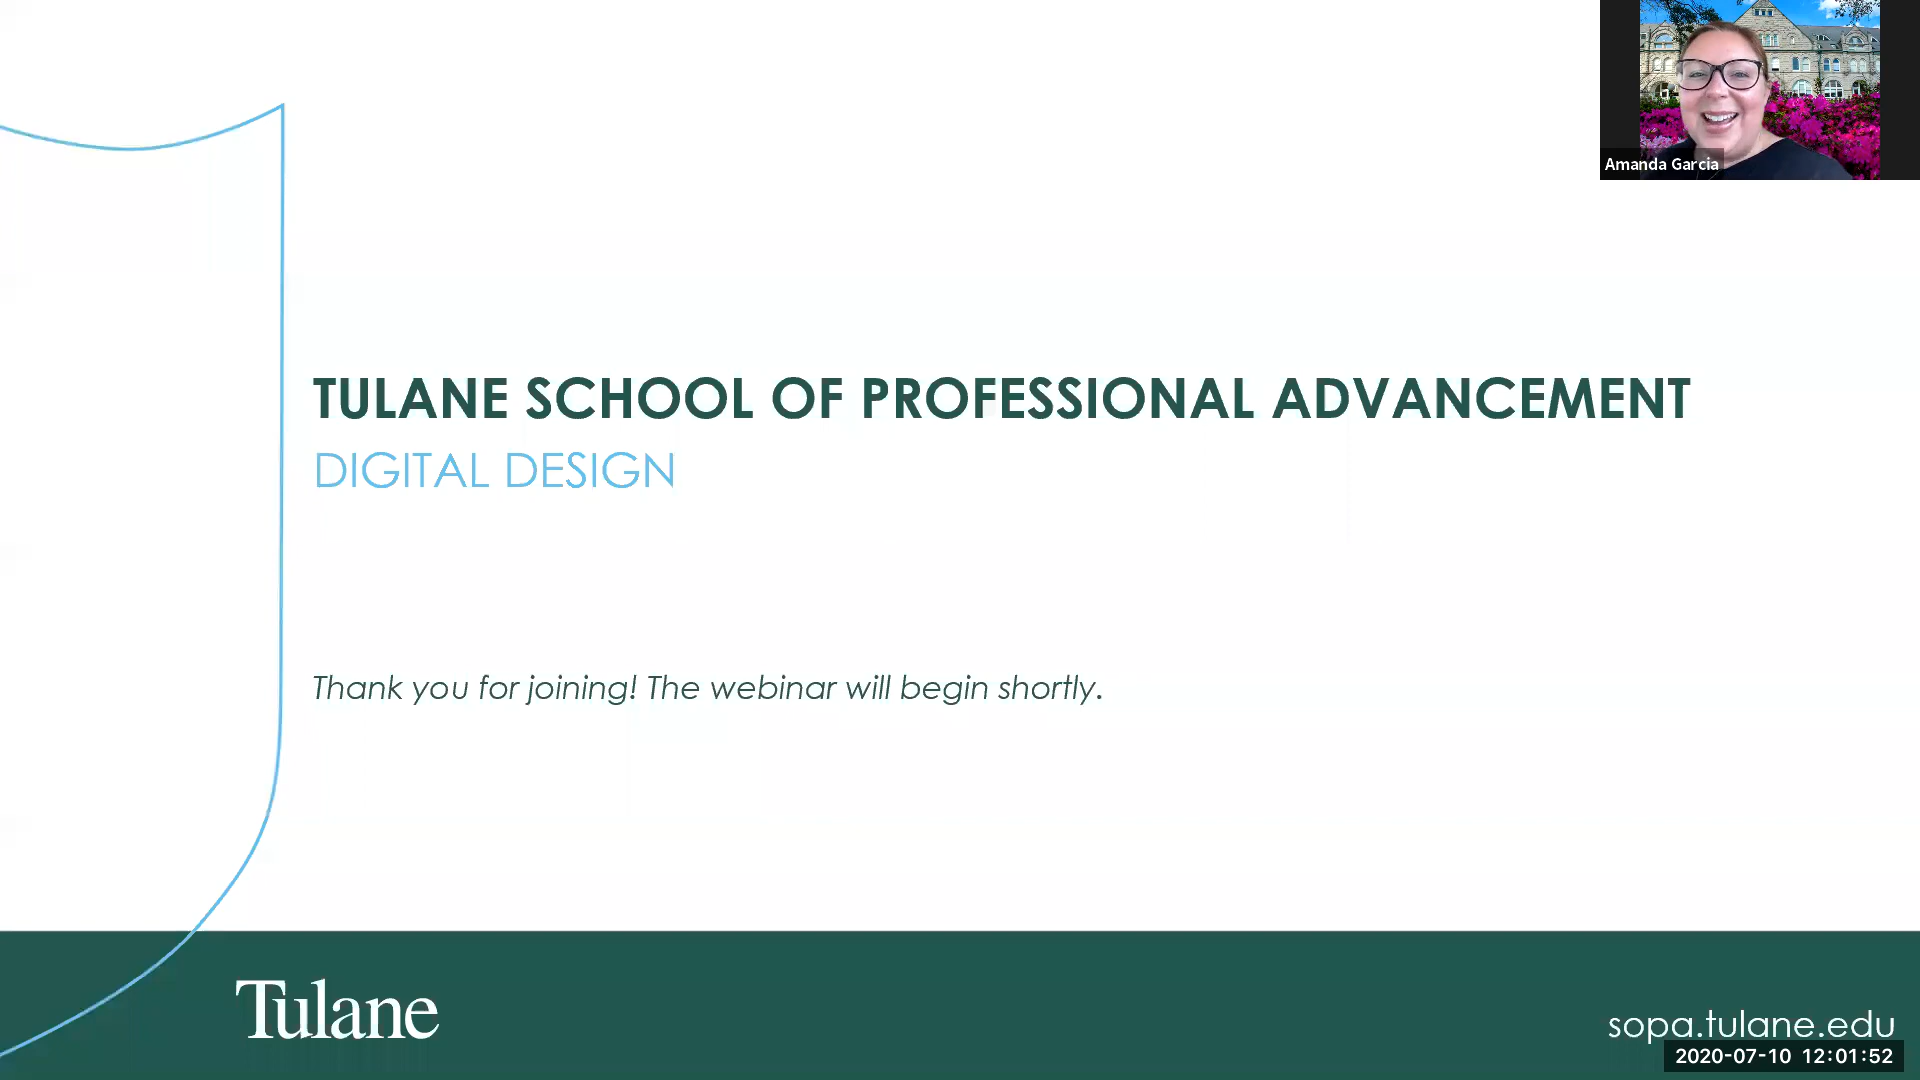 Amanda Garcia
TULANE SCHOOL OF PROFESSIONAL ADVANCEMENT
DIGITAL DESIGN
Thank you for joining! The webinar will begin shortly.
Tulane
sopa.tulane.edu
2020-07-10 12:01:52